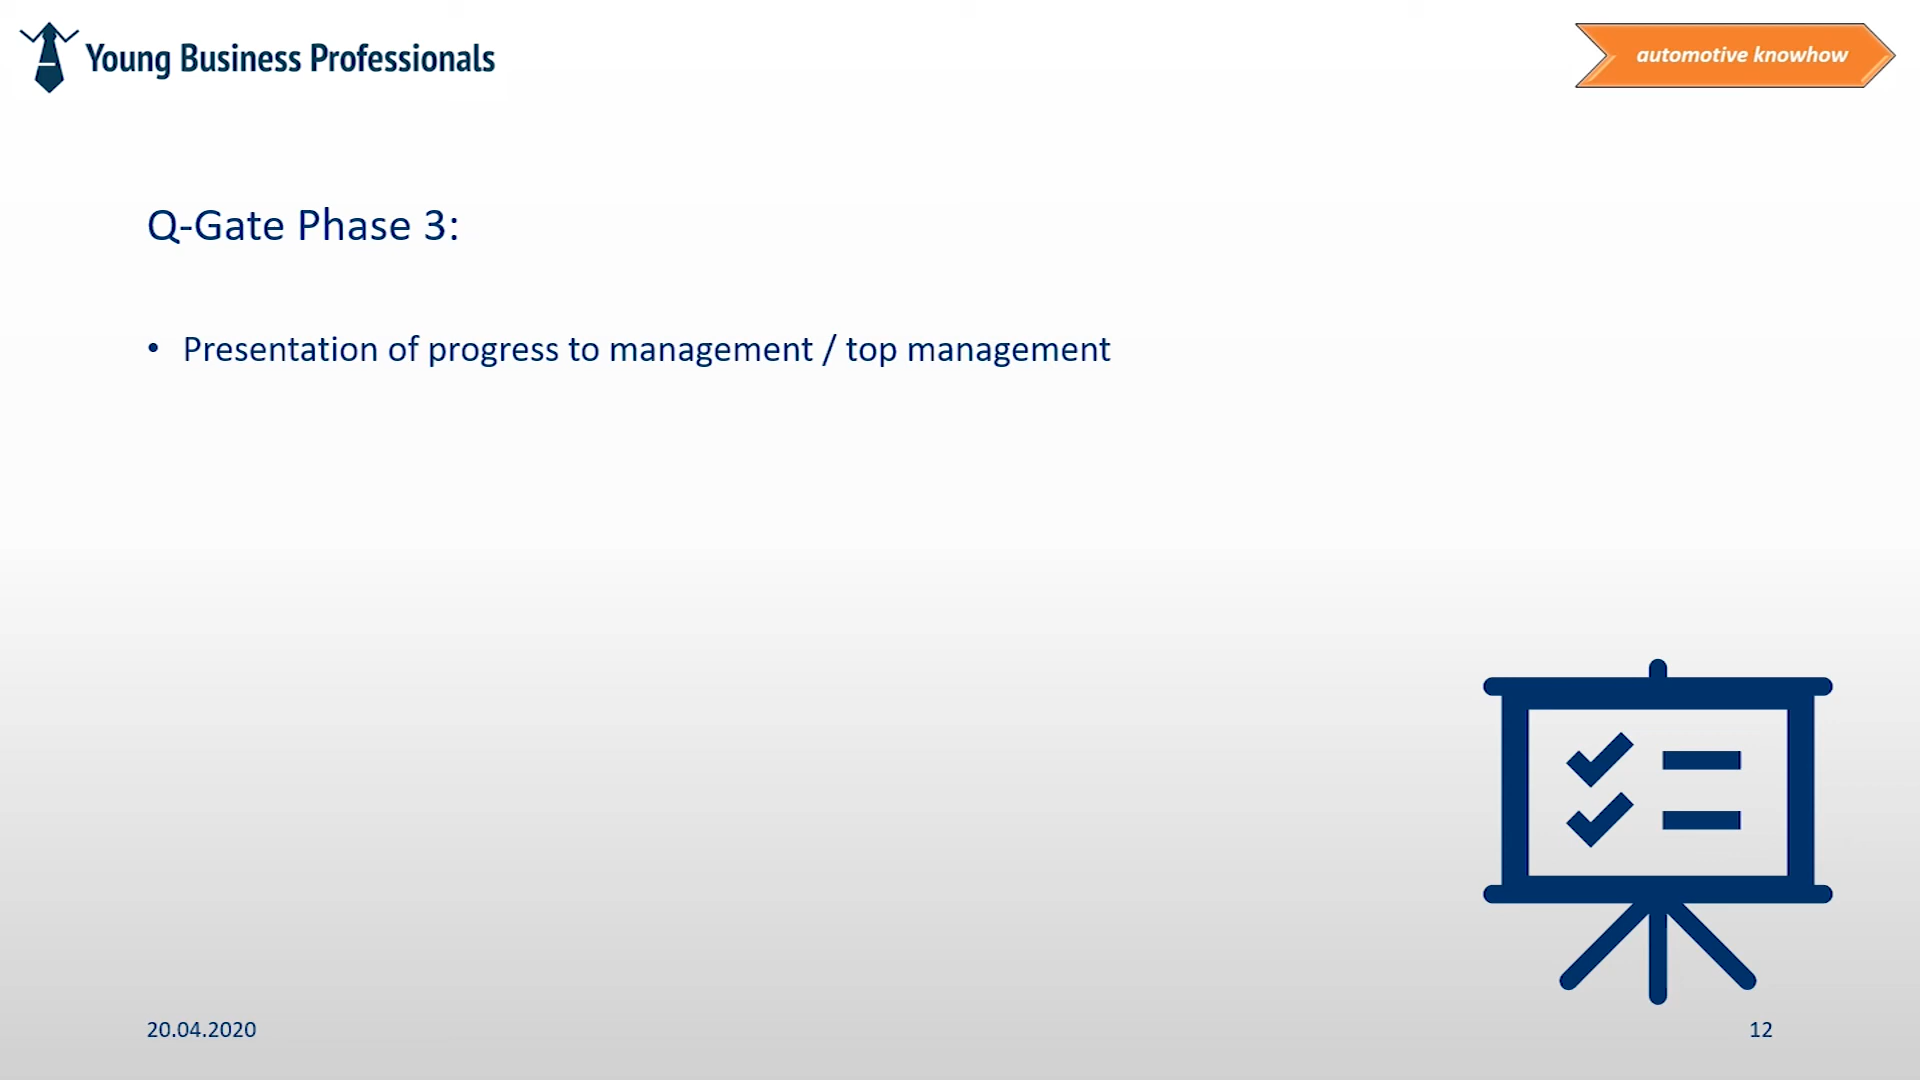 Young Business Professionals
automotive knowhow
Q-Gate Phase 3:
• Presentation of progress to management / top management
20.04.2020
12